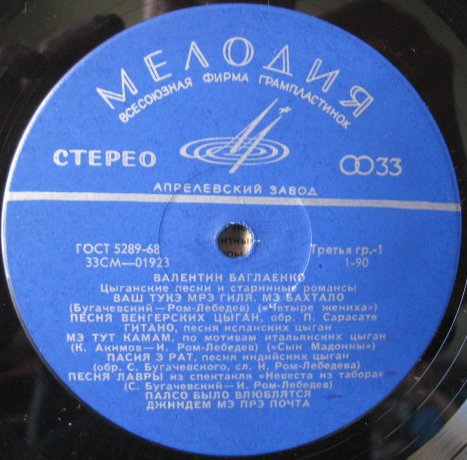 МЕЛОДИЯ
ВСЕСОЮЗНАЯ ФИРМА ГРАМПЛАСТИНОК
СТЕРЕО
33
АПРЕЛЕВСКИЙ ЗАВОД
ГОСТ 5289-68
Третья гр.-1
33СМ—01923
1-90
ВАЛЕНТИН БАГЛАЕНКО
Цыганские песни и старинные романсы
ВАШ ТУКЭ МРЭ ГИЛЯ, МЭ БАХТАЛО
(Бугачевский—Ром-Лебедев) («Четыре жениха»)
ПЕСНЯ ВЕНГЕРСКИХ ЦЫГАН, обр. П. Сарасате
ГИТАНО, песня испанских цыган
МЭ ТУТ КАМАМ, по мотивам итальянских цыган
(К. Акимов—И. Ром-Лебедев) («Сын Мадонны»)
ПАСИЯ Э РАТ, песня индийских цыган
(обр. С. Бугачевского, сл. И. Ром-Лебедева)
ПЕСНЯ ЛАВРЫ из спектакля «Невеста из табора»
(С. Бугачевский—И. Ром-Лебедев)
ПАЛСО БЫЛО ВЛЮБЛЯТСЯ
ДЖИНДЕМ МЭ ПРЭ ПОЧТА